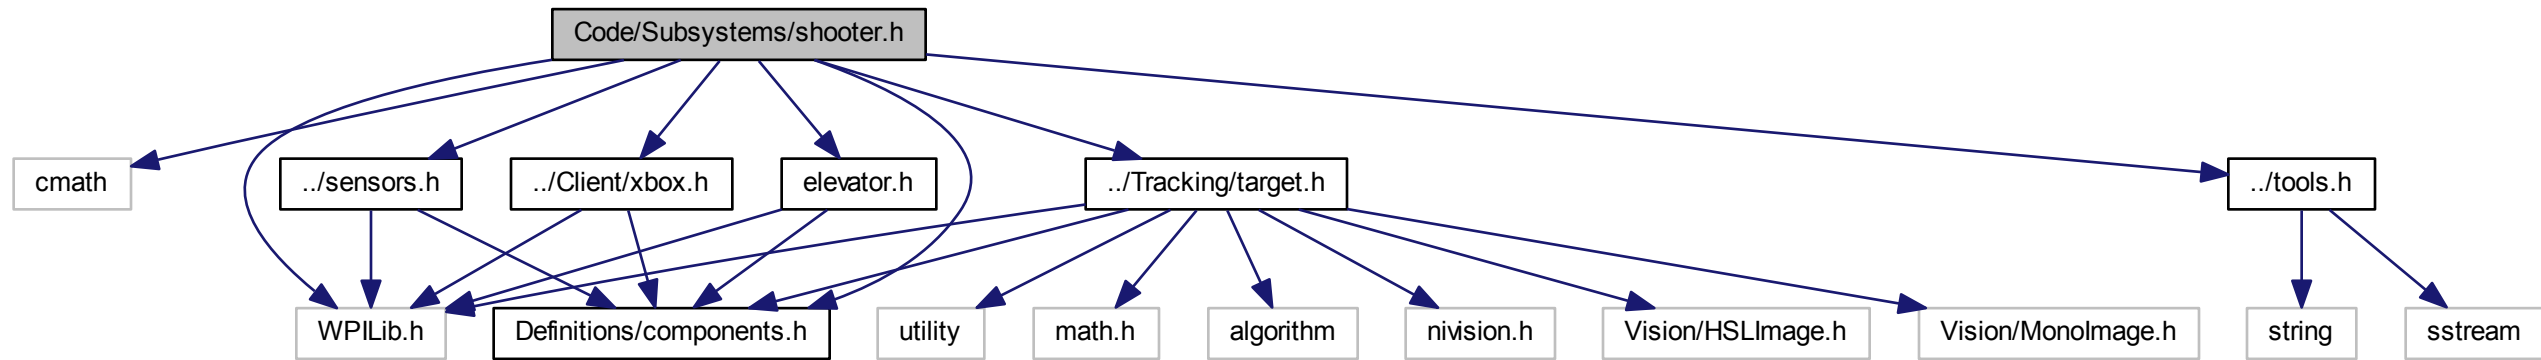 Code/Subsystems/shooter.h
cmath
../sensors.h
../Client/xbox.h
elevator.h
../Tracking/target.h
../tools.h
WPILib.h
Definitions/components.h
utility
math.h
algorithm
nivision.h
Vision/HSLImage.h
Vision/MonoImage.h
string
sstream